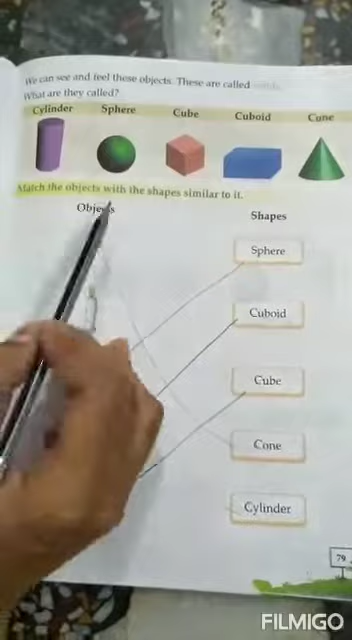 We can see and feel these objects. These are called
What are they called?
Cylinder Sphere Cube Cuboid Cone
Match the objects with the shapes similar to it.
Objects Shapes
Sphere
Cuboid
Cube
Cone
Cylinder
79
FILMIGO